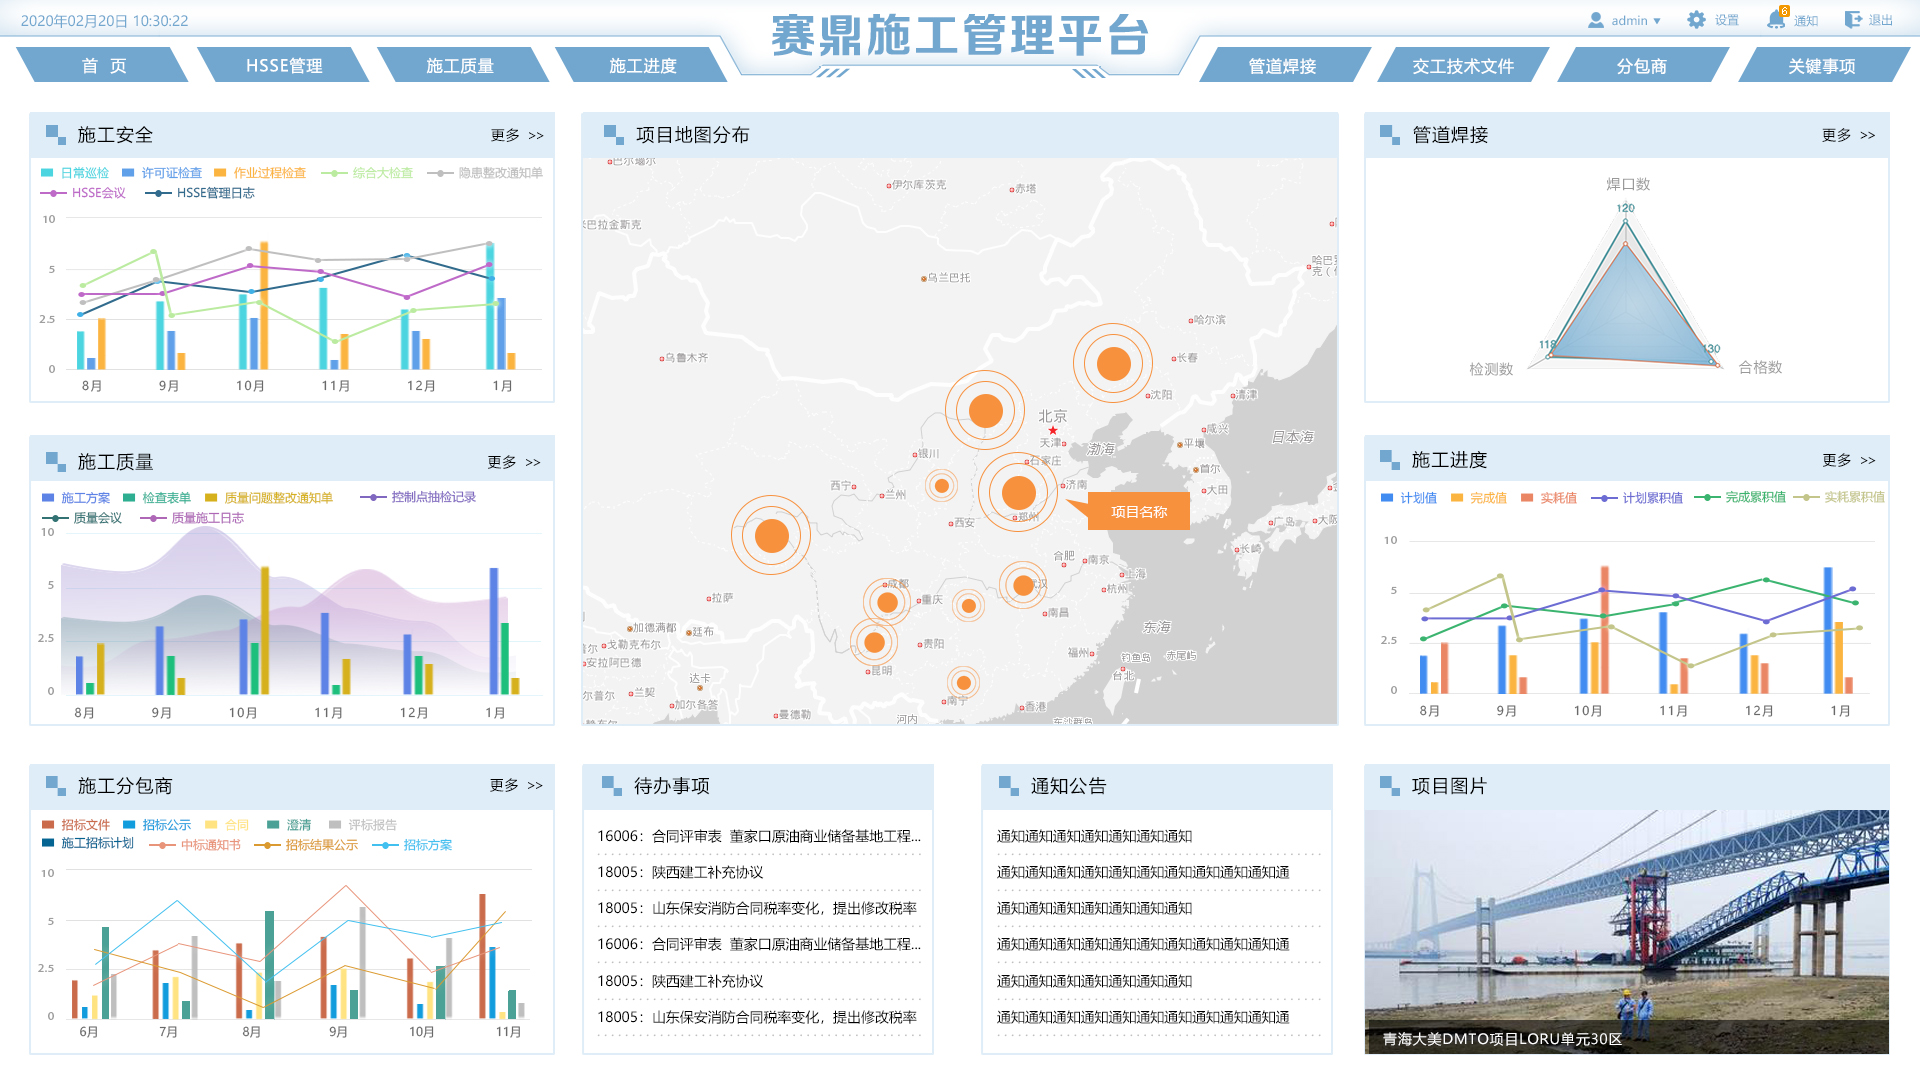 2020年02月20日 10:30:22
赛鼎施工管理平台
admin
设置
6
通知
退出
首 页
HSSE管理
施工质量
施工进度
管道焊接
交工技术文件
分包商
关键事项
施工安全
更多 >>
日常巡检
许可证检查
作业过程检查
综合大检查
隐患整改通知单
HSSE会议
HSSE管理日志
10
5
2.5
0
8月
9月
10月
11月
12月
1月
项目地图分布
巴尔瑙尔
伊尔库茨克
赤塔
巴拉金斯克
乌兰巴托
哈尔滨
乌鲁木齐
长春
沈阳
清津
北京
天津
渤海
咸兴
平壤
日本海
石家庄
首尔
银川
西宁
兰州
济南
大田
项目名称
郑州
西安
广岛
大阪
长崎
合肥
南京
上海
成都
武汉
杭州
拉萨
重庆
南昌
加德满都
廷布
戈勒克布尔
贵阳
东海
安拉阿巴德
福州
钓鱼岛
赤尾屿
昆明
台北
达卡
兰契
加尔各答
南宁
香港
曼德勒
河内
东沙群岛
管道焊接
更多 >>
焊口数
120
118
130
检测数
合格数
施工质量
更多 >>
施工方案
检查表单
质量问题整改通知单
控制点抽检记录
质量会议
质量施工日志
10
5
2.5
0
8月
9月
10月
11月
12月
1月
施工进度
更多 >>
计划值
完成值
实耗值
计划累积值
完成累积值
实耗累积值
10
5
2.5
0
8月
9月
10月
11月
12月
1月
施工分包商
更多 >>
招标文件
招标公示
合同
澄清
评标报告
施工招标计划
中标通知书
招标结果公示
招标方案
10
5
2.5
0
6月
7月
8月
9月
10月
11月
待办事项
16006：合同评审表 董家口原油商业储备基地工程...
18005：陕西建工补充协议
18005：山东保安消防合同税率变化，提出修改税率
16006：合同评审表 董家口原油商业储备基地工程...
18005：陕西建工补充协议
18005：山东保安消防合同税率变化，提出修改税率
通知公告
通知通知通知通知通知通知通知
通知通知通知通知通知通知通知通知通知通知通
通知通知通知通知通知通知通知
通知通知通知通知通知通知通知通知通知通知通
通知通知通知通知通知通知通知
通知通知通知通知通知通知通知通知通知通知通
项目图片
青海大美DMTO项目LORU单元30区